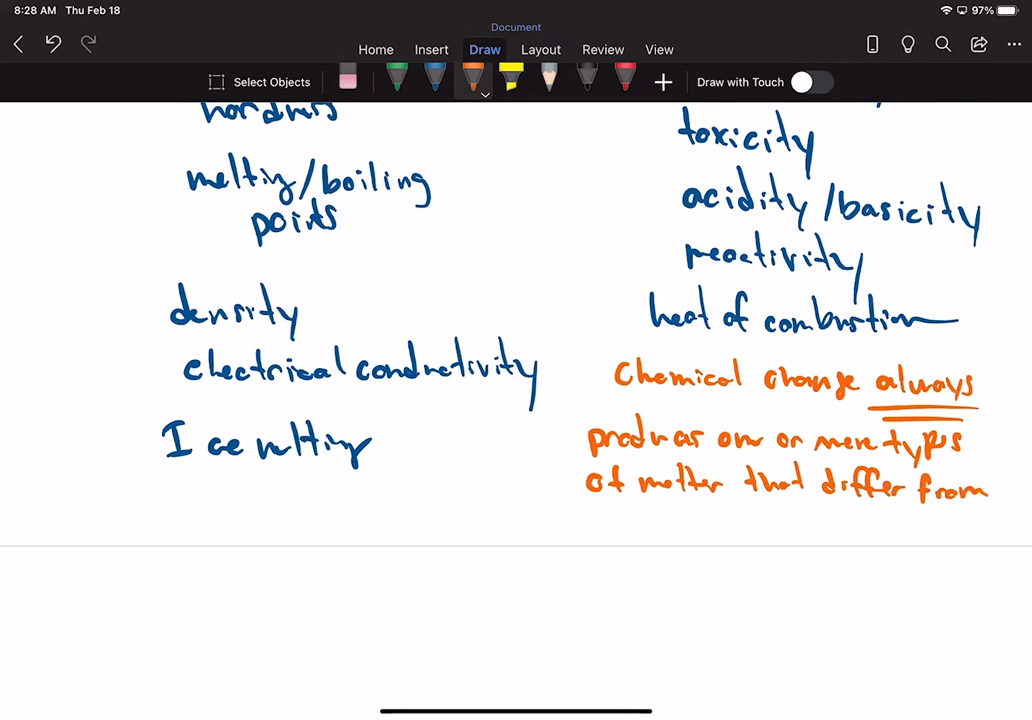 8:28 AM Thu Feb 18
97%
Document
Home Insert Draw Layout Review View
Select Objects
Draw with Touch
hardness
melting/boiling
points
density
electrical conductivity
Ice melting
toxicity
acidity/basicity
reactivity
heat of combustion
Chemical change always
produces one or more types
of matter that differ from